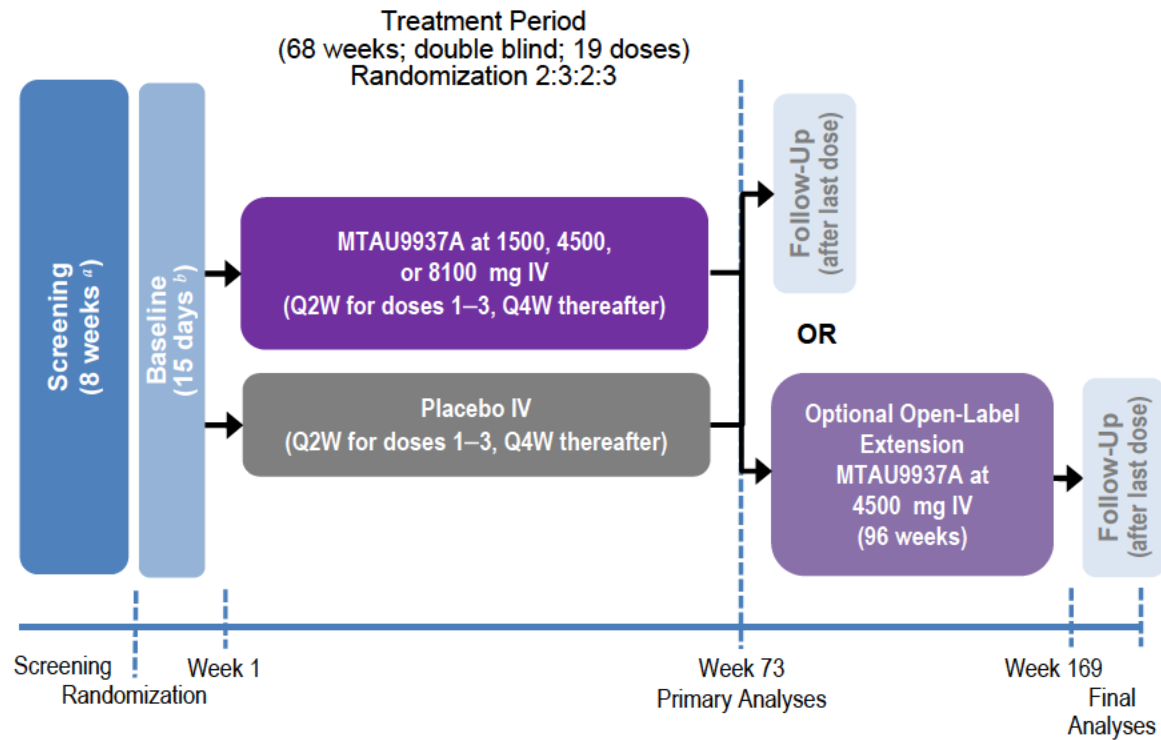 Treatment Period
(68 weeks; double blind; 19 doses)
Randomization 2:3:2:3
Screening
(8 weeks a)
Baseline
(15 days b)
MTAU9937A at 1500, 4500,
or 8100 mg IV
(Q2W for doses 1–3, Q4W thereafter)
Placebo IV
(Q2W for doses 1–3, Q4W thereafter)
Follow-Up
(after last dose)
OR
Optional Open-Label
Extension
MTAU9937A at
4500 mg IV
(96 weeks)
Follow-Up
(after last dose)
Screening
Randomization
Week 1
Week 73
Primary Analyses
Week 169
Final
Analyses